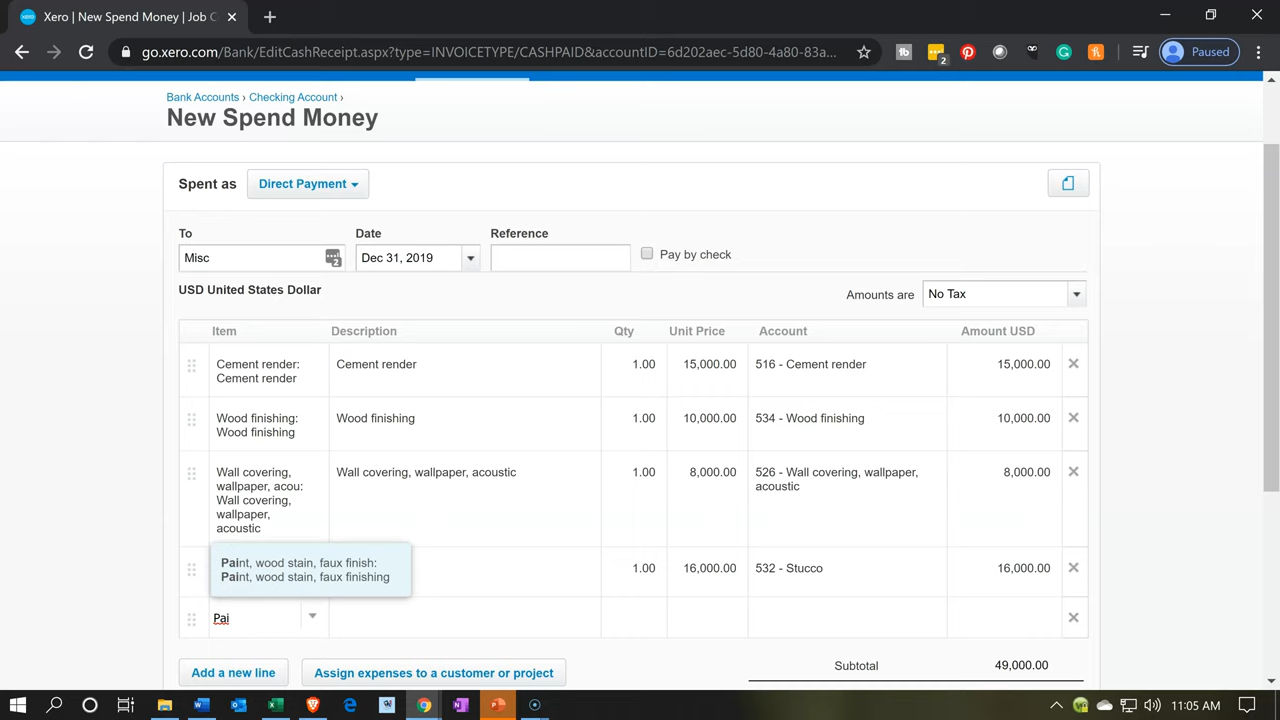 Xero | New Spend Money | Job C
go.xero.com/Bank/EditCashReceipt.aspx?type=INVOICETYPE/CASHPAID&accountID=6d202aec-5d80-4a80-83a...
2
Paused
Bank Accounts › Checking Account ›
New Spend Money
Spent as Direct Payment
To Date Reference
Misc 2 Dec 31, 2019 Pay by check
USD United States Dollar
Amounts are No Tax
Item Description Qty Unit Price Account Amount USD
Cement render: Cement render 1.00 15,000.00 516 - Cement render 15,000.00
Cement render
Wood finishing: Wood finishing 1.00 10,000.00 534 - Wood finishing 10,000.00
Wood finishing
Wall covering, Wall covering, wallpaper, acoustic 1.00 8,000.00 526 - Wall covering, wallpaper, 8,000.00
wallpaper, acou: acoustic
Wall covering,
wallpaper,
acoustic
Paint, wood stain, faux finish:
Paint, wood stain, faux finishing
1.00 16,000.00 532 - Stucco 16,000.00
Pai
Add a new line Assign expenses to a customer or project
Subtotal 49,000.00
11:05 AM